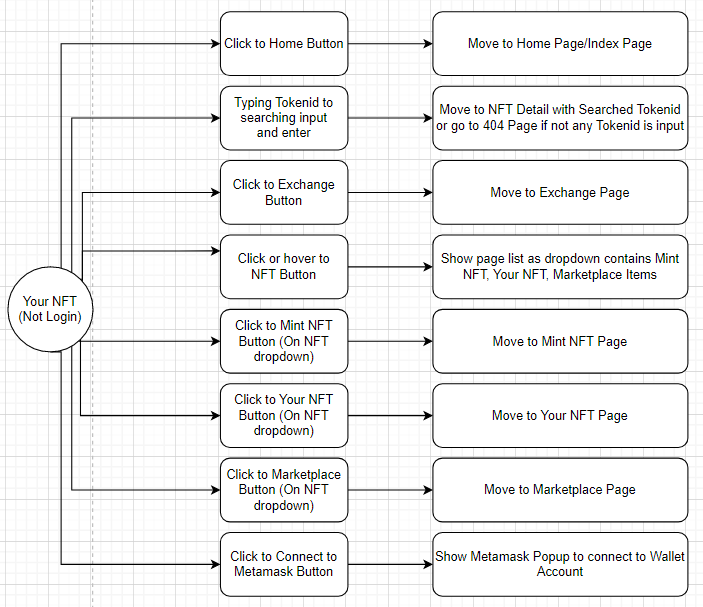 Click to Home Button
Move to Home Page/Index Page
Typing Tokenid to
searching input
and enter
Move to NFT Detail with Searched Tokenid
or go to 404 Page if not any Tokenid is input
Click to Exchange
Button
Move to Exchange Page
Click or hover to
NFT Button
Show page list as dropdown contains Mint
NFT, Your NFT, Marketplace Items
Your NFT
(Not Login)
Click to Mint NFT
Button (On NFT
dropdown)
Move to Mint NFT Page
Click to Your NFT
Button (On NFT
dropdown)
Move to Your NFT Page
Click to Marketplace
Button (On NFT
dropdown)
Move to Marketplace Page
Click to Connect to
Metamask Button
Show Metamask Popup to connect to Wallet
Account